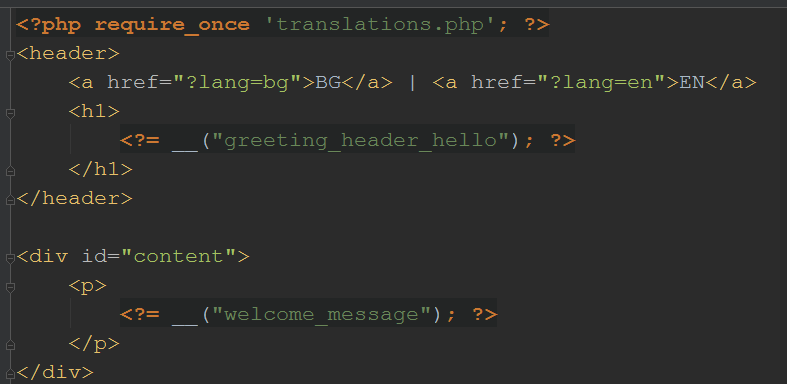 <?php require_once 'translations.php'; ?>
<header>
    <a href="?lang=bg">BG</a> | <a href="?lang=en">EN</a>
    <h1>
        <?= __("greeting_header_hello"); ?>
    </h1>
</header>

<div id="content">
    <p>
        <?= __("welcome_message"); ?>
    </p>
</div>